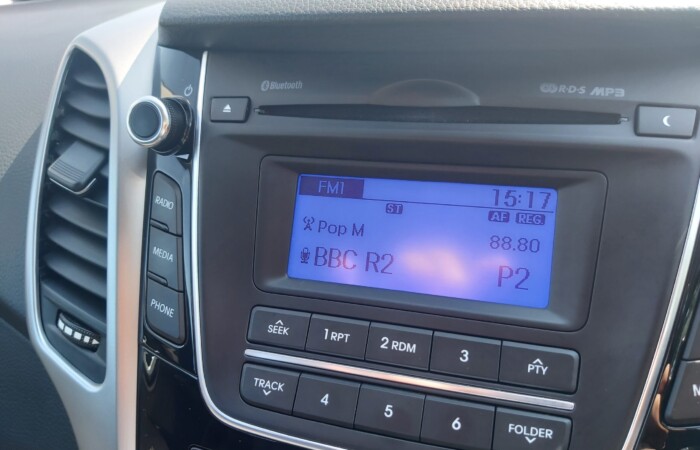 Bluetooth
R·D·S MP3
FM1 15:17
ST AF REG
Pop M 88.80
BBC R2 P2
RADIO
MEDIA
PHONE
SEEK 1 RPT 2 RDM 3 PTY
TRACK 4 5 6 FOLDER
M